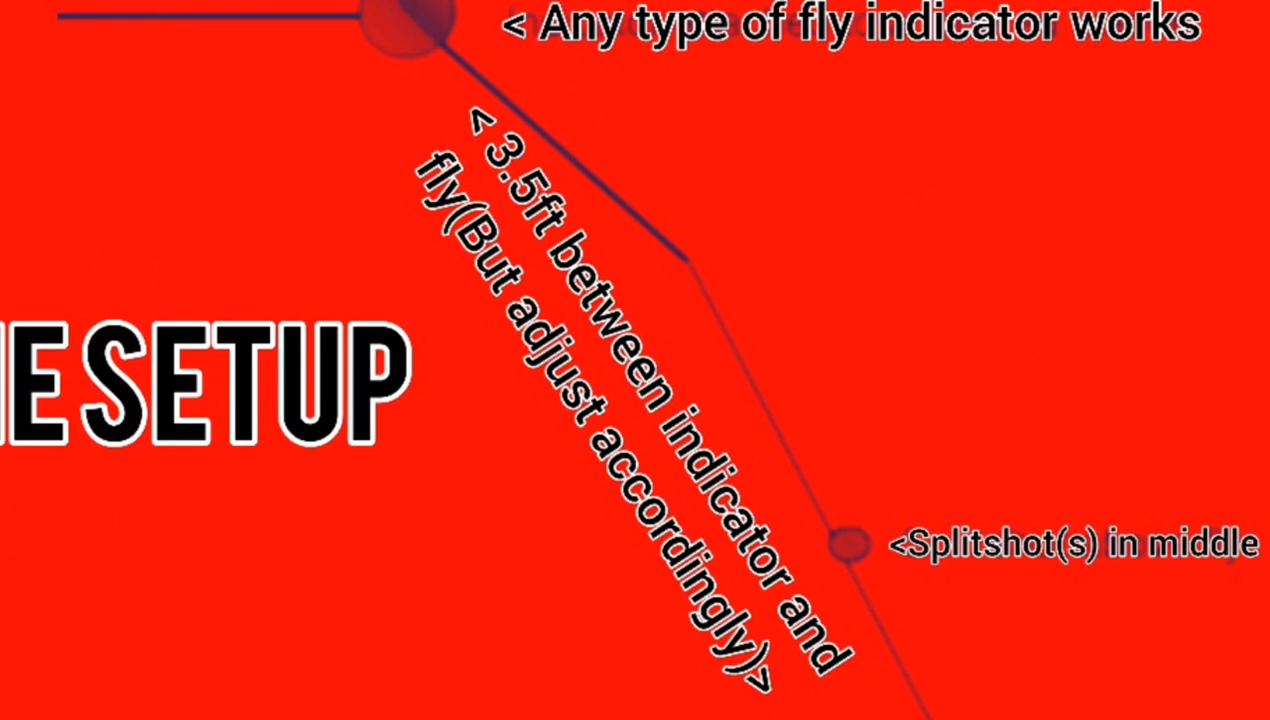 < Any type of fly indicator works
< 3.5ft between indicator and
fly(But adjust accordingly)>
E SETUP
<Splitshot(s) in middle